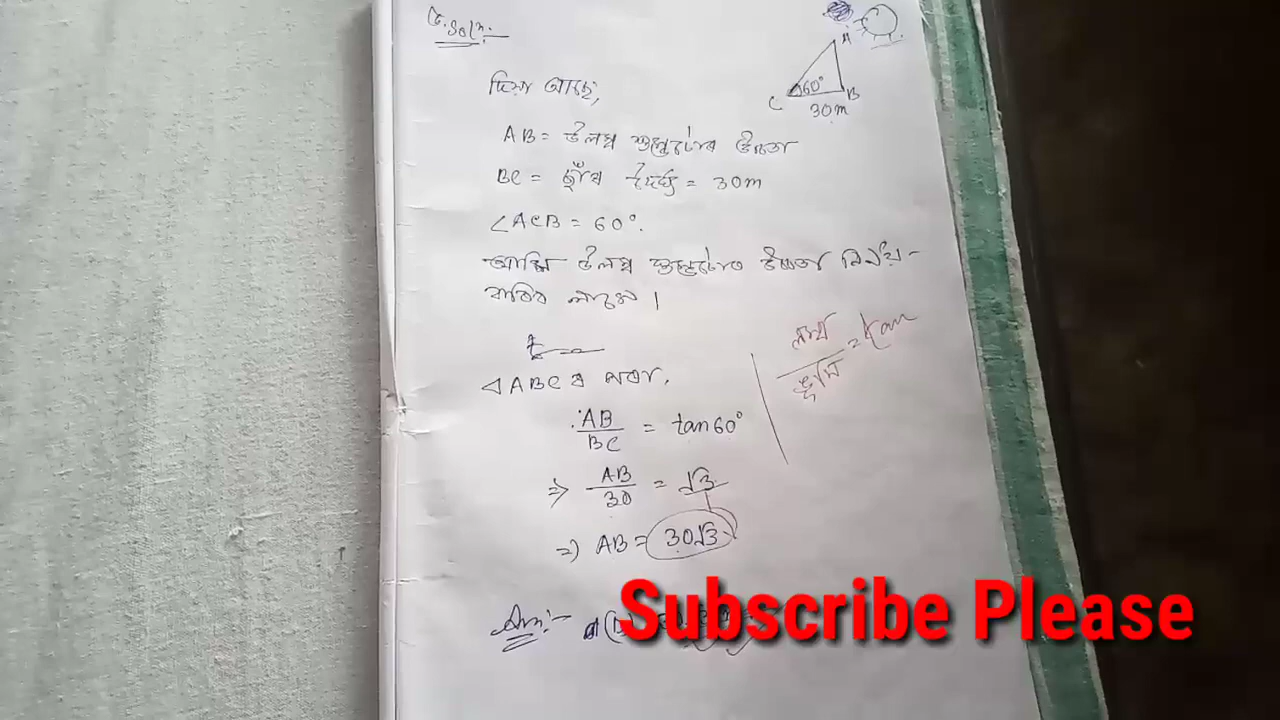 Soln:-
A
60°
C
B
30m
দিয়া আছে,
AB = উলম্ব স্তম্ভটোৰ উচ্চতা
BC = ছাঁৰ দৈৰ্ঘ্য = 30m
∠ACB = 60°.
আমি উলম্ব স্তম্ভটোৰ উচ্চতা নিৰ্ণয়-
কৰিব লাগে।
লম্ব
ভূমি
= tan
ABC ৰ পৰা,
AB
BC
= tan60°
⇒ AB
30
= √3
⇒ AB = 30√3
Ans:-
Subscribe Please